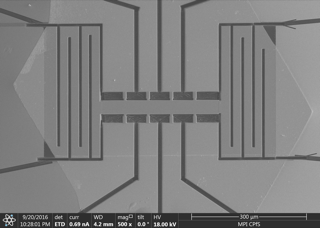 9/20/2016 det curr WD mag□ tilt HV 300 µm
10:28:01 PM ETD 0.69 nA 4.2 mm 500 x 0.0 ° 18.00 kV MPI CPfS